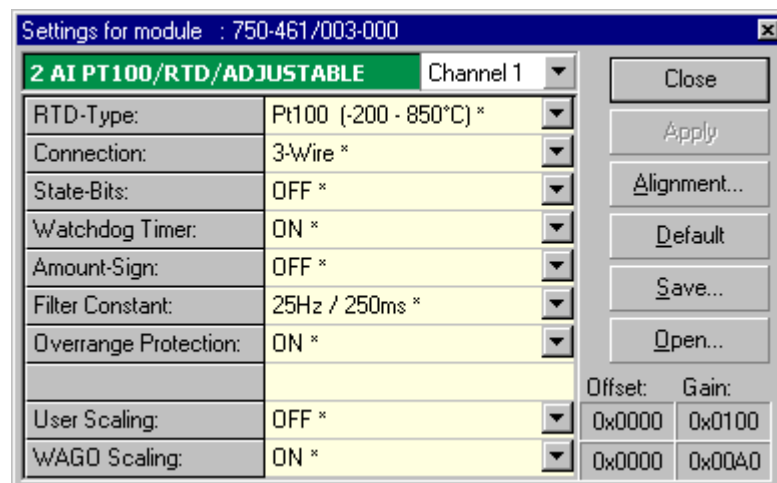 Settings for module : 750-461/003-000
2 AI PT100/RTD/ADJUSTABLE Channel 1
Close
RTD-Type: Pt100 (-200 - 850°C) *
Apply
Connection: 3-Wire *
State-Bits: OFF *
Alignment...
Watchdog Timer: ON *
Default
Amount-Sign: OFF *
Save...
Filter Constant: 25Hz / 250ms *
Overrange Protection: ON *
Open...
Offset: Gain:
User Scaling: OFF * 0x0000 0x0100
WAGO Scaling: ON * 0x0000 0x00A0